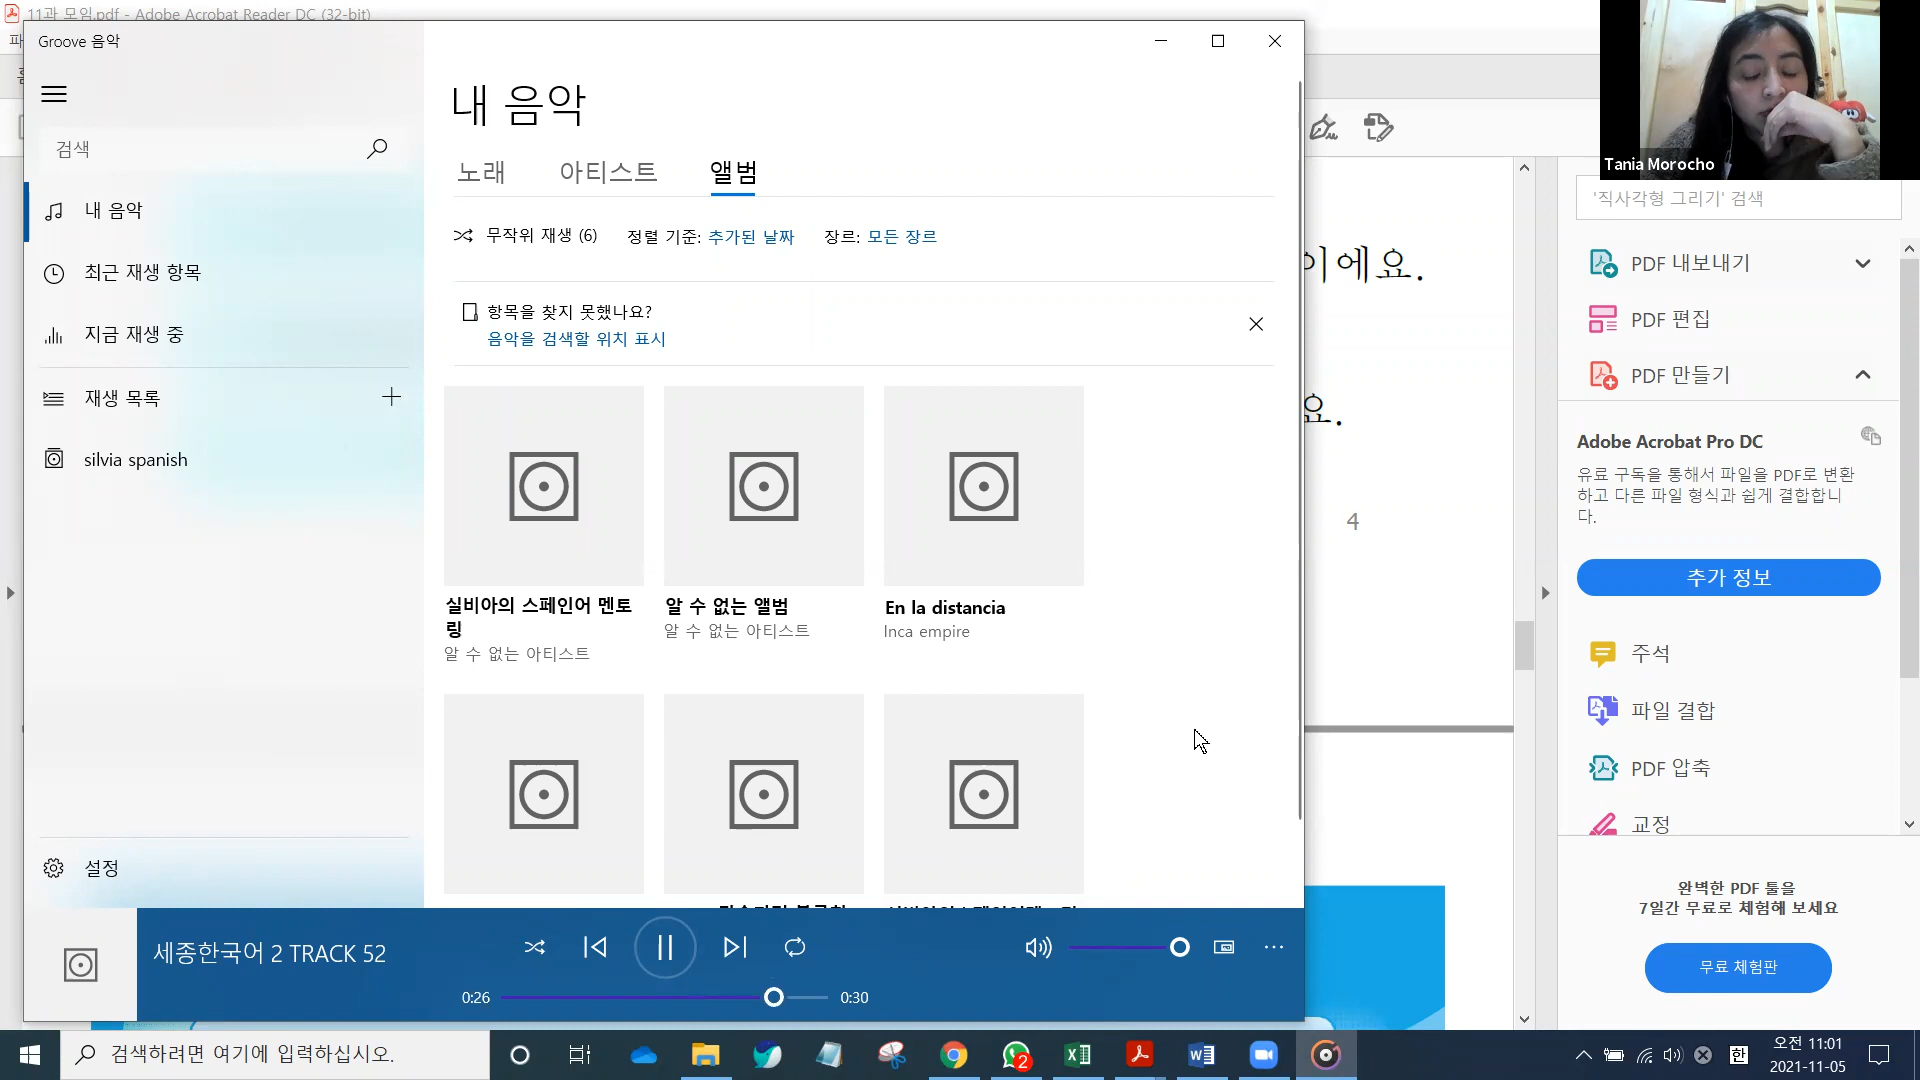 11과 모임.pdf - Adobe Acrobat Reader DC (32-bit)
Groove 음악
검색
내 음악
최근 재생 항목
지금 재생 중
재생 목록
silvia spanish
설정
내 음악
노래 아티스트 앨범
무작위 재생 (6) 정렬 기준: 추가된 날짜 장르: 모든 장르
항목을 찾지 못했나요?
음악을 검색할 위치 표시
실비아의 스페인어 멘토
링
알 수 없는 아티스트
알 수 없는 앨범
알 수 없는 아티스트
En la distancia
Inca empire
세종한국어 2 TRACK 52
0:26 0:30
이에요.
요.
4
Tania Morocho
'직사각형 그리기' 검색
PDF 내보내기
PDF 편집
PDF 만들기
Adobe Acrobat Pro DC
유료 구독을 통해서 파일을 PDF로 변환
하고 다른 파일 형식과 쉽게 결합합니
다.
추가 정보
주석
파일 결합
PDF 압축
교정
완벽한 PDF 툴을
7일간 무료로 체험해 보세요
무료 체험판
검색하려면 여기에 입력하십시오.
2
한
오전 11:01
2021-11-05